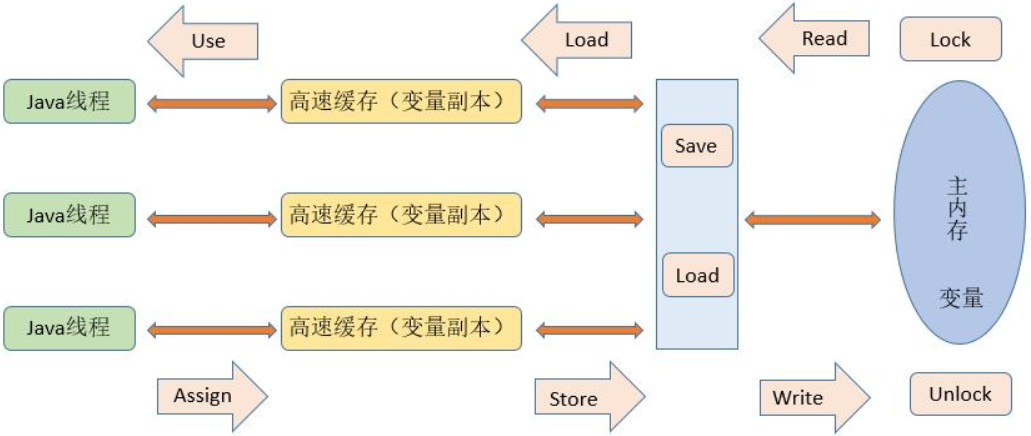 Use
Load
Read
Lock
Java线程
高速缓存（变量副本）
Save
Java线程
高速缓存（变量副本）
主内存
变量
Load
Java线程
高速缓存（变量副本）
Assign
Store
Write
Unlock